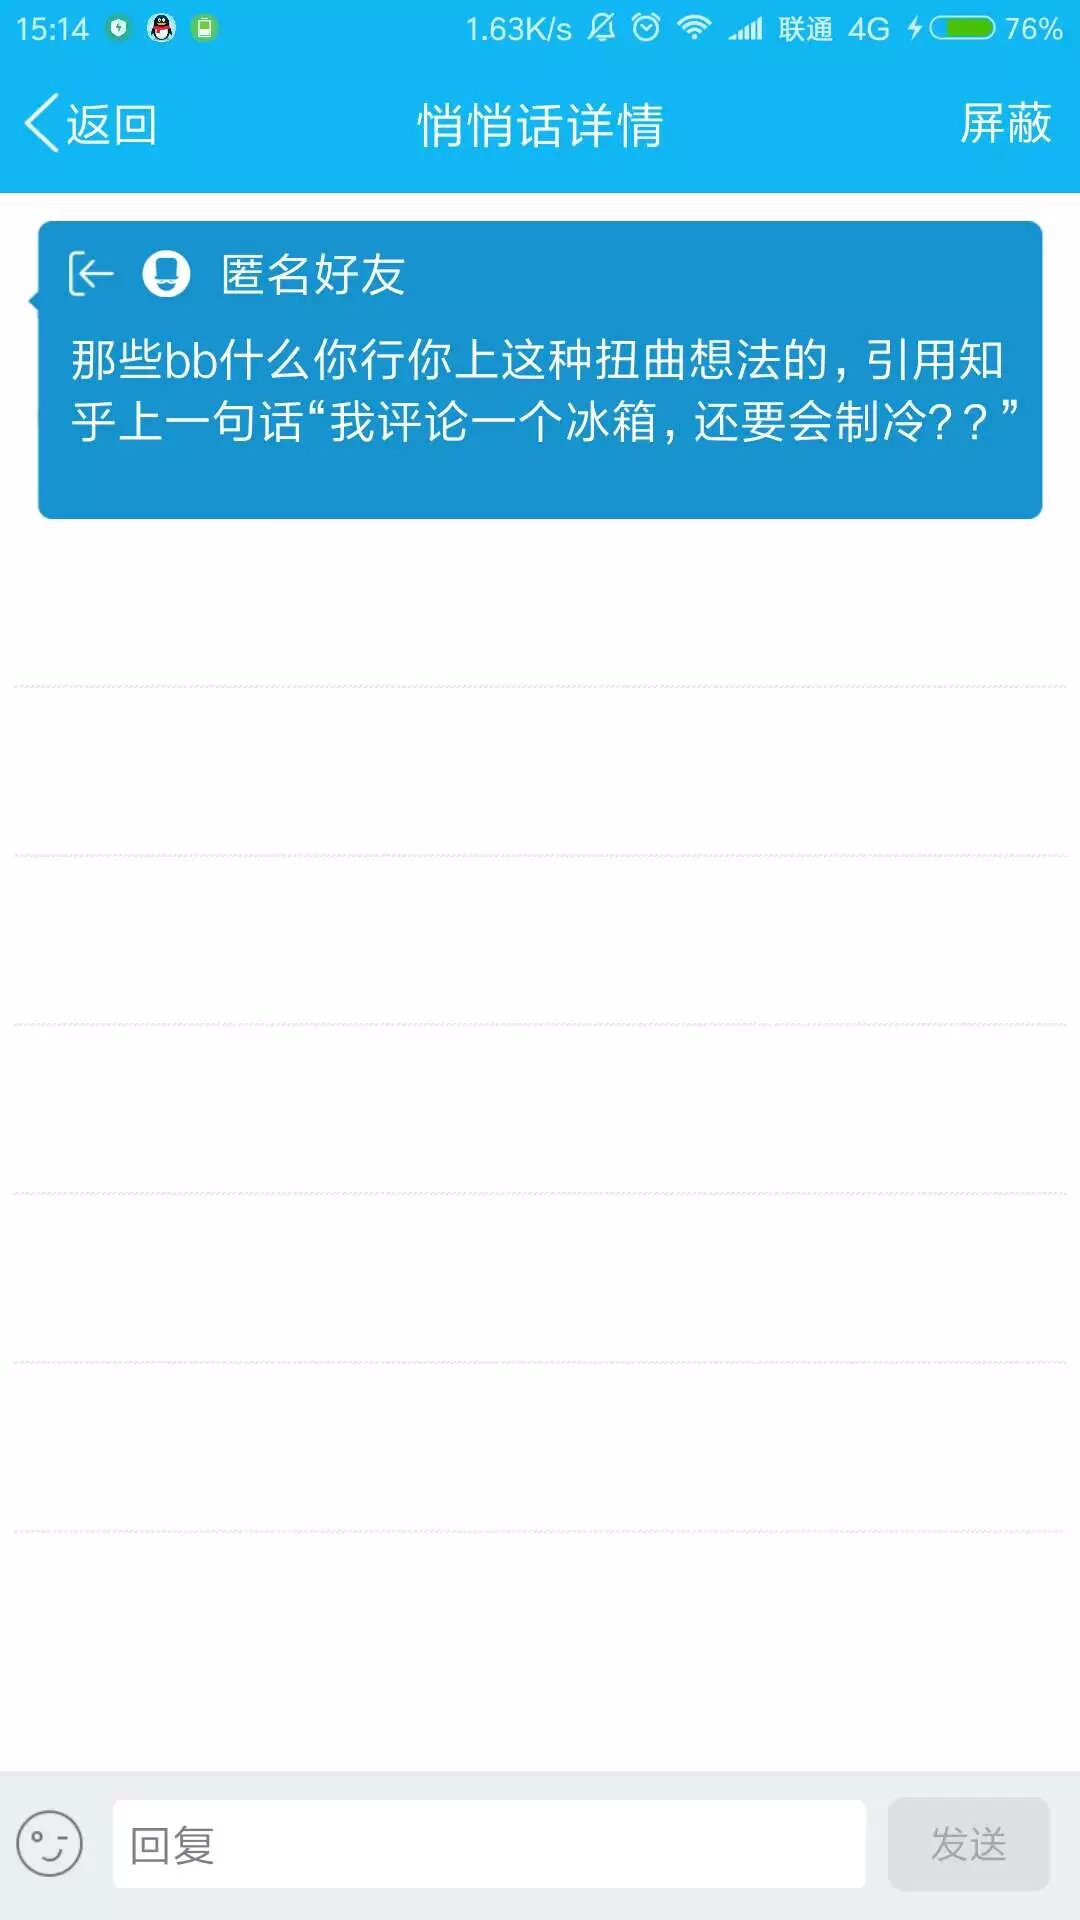 15:14 1.63K/s 联通 4G 76%
返回 悄悄话详情 屏蔽
匿名好友
那些bb什么你行你上这种扭曲想法的，引用知
乎上一句话“我评论一个冰箱，还要会制冷？？”
回复 发送